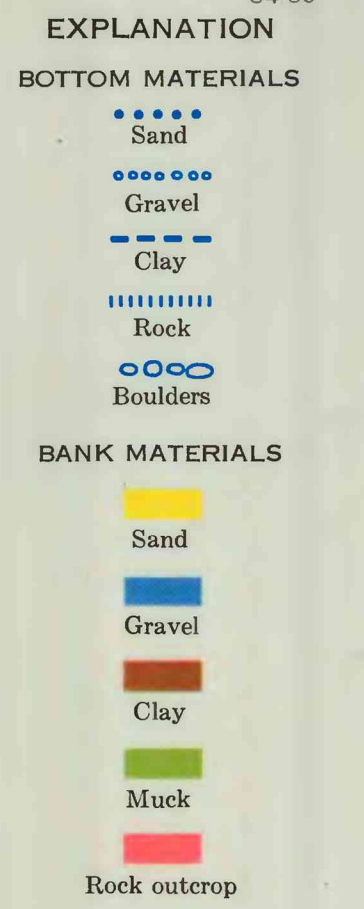 EXPLANATION
BOTTOM MATERIALS
Sand
Gravel
Clay
Rock
Boulders
BANK MATERIALS
Sand
Gravel
Clay
Muck
Rock outcrop